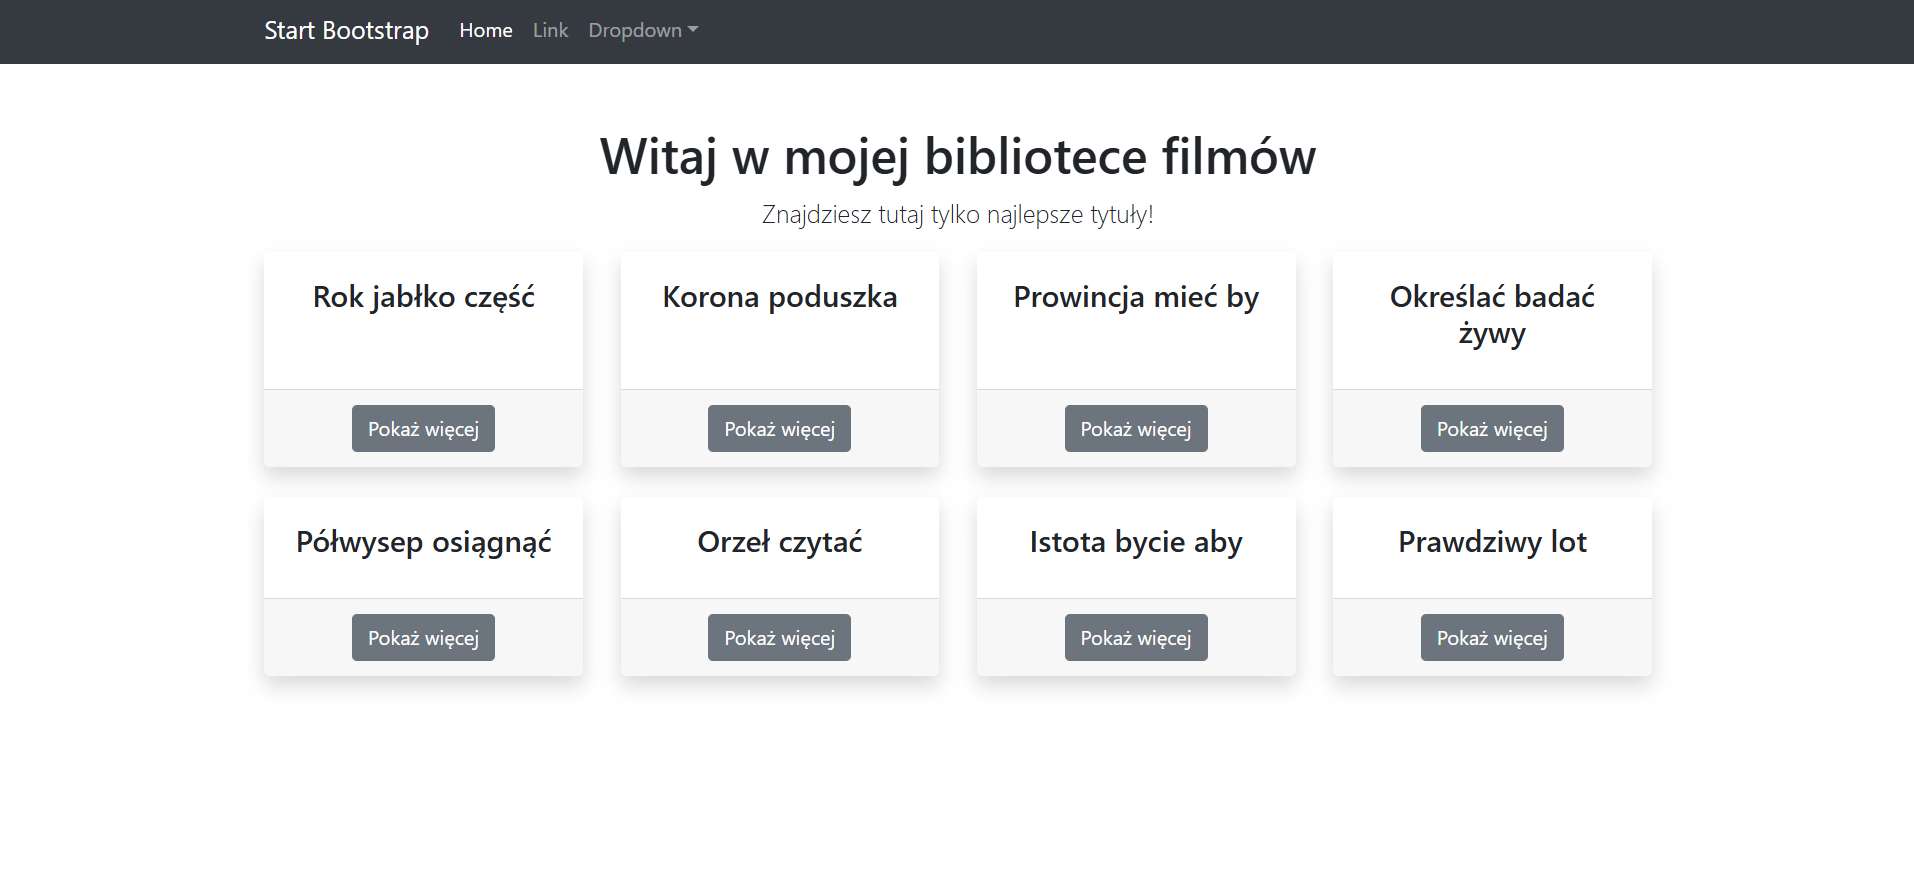 Start Bootstrap Home Link Dropdown
Witaj w mojej bibliotece filmów
Znajdziesz tutaj tylko najlepsze tytuły!
Rok jabłko część
Pokaż więcej
Korona poduszka
Pokaż więcej
Prowincja mieć by
Pokaż więcej
Określać badać
żywy
Pokaż więcej
Półwysep osiągnąć
Pokaż więcej
Orzeł czytać
Pokaż więcej
Istota bycie aby
Pokaż więcej
Prawdziwy lot
Pokaż więcej